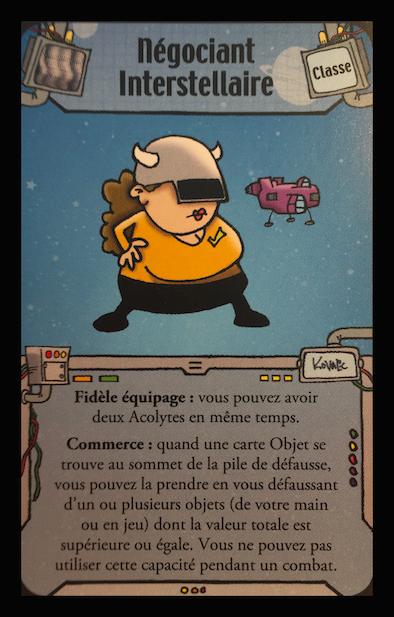 Négociant
Interstellaire
Classe
Kovalic
Fidèle équipage : vous pouvez avoir
deux Acolytes en même temps.
Commerce : quand une carte Objet se
trouve au sommet de la pile de défausse,
vous pouvez la prendre en vous défaussant
d'un ou plusieurs objets (de votre main
ou en jeu) dont la valeur totale est
supérieure ou égale. Vous ne pouvez pas
utiliser cette capacité pendant un combat.